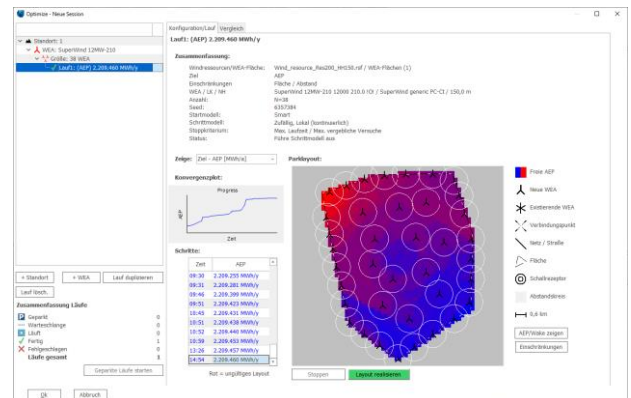 Optimize - Neue Session
Standort: 1
WEA: SuperWind 12MW-210
Größe: 38 WEA
Lauf1: (AEP) 2.209.460 MWh/y
+ Standort
+ WEA
Lauf duplizieren
Lauf lösch.
Zusammenfassung Läufe
Geparkt 0
Warteschlange 0
Läuft 0
Fertig 1
Fehlgeschlagen 0
Läufe gesamt 1
Geparkte Läufe starten
Ok
Abbruch
Konfiguration/Lauf
Vergleich
Lauf1: (AEP) 2.209.460 MWh/y
Zusammenfassung:
Windressourcen/WEA-Fläche: Wind_resource_Res200_HH150.rsf / WEA-Flächen (1)
Ziel AEP
Einschränkungen Fläche / Abstand
WEA / Lt / NH SuperWind 12MW-210 12000 210.0 !O! / SuperWind generic PC-Ct / 150,0 m
Anzahl: N=38
Seed: 6357384
Startmodell: Smart
Schrittmodell: Zufällig, Lokal (kontinuierlich)
Stoppkriterium: Max. Laufzeit / Max. vergebliche Versuche
Status: Führe Schrittmodell aus
Zeige: Ziel - AEP [MWh/a]
Parklayout:
Konvergenzplot:
Progress
AEP
Zeit
Schritte:
Zeit AEP
09:30 2.209.255 MWh/y
09:31 2.209.281 MWh/y
09:46 2.209.399 MWh/y
09:51 2.209.423 MWh/y
10:45 2.209.431 MWh/y
10:51 2.209.438 MWh/y
10:52 2.209.440 MWh/y
10:59 2.209.453 MWh/y
13:26 2.209.457 MWh/y
14:54 2.209.460 MWh/y
Rot = ungültiges Layout
Stoppen
Layout realisieren
Freie AEP
Neue WEA
Existierende WEA
Verbindungspunkt
Netz / Straße
Fläche
Schallrezeptor
Abstandskreise
0,6 km
AEP/Wake zeigen
Einschränkungen